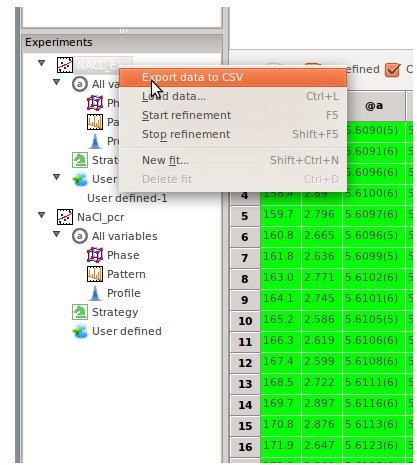 Experiments
NACL_EX
All va
Ph
Pa
Pro
Strate
User
User defined-1
NaCl_pcr
All variables
Phase
Pattern
Profile
Strategy
User defined
Export data to CSV
Load data... Ctrl+L
Start refinement F5
Stop refinement Shift+F5
New fit... Shift+Ctrl+N
Delete fit Ctrl+D
efined C
@a
5.6090(5)
5.6091(6)
5.6096(6)
4 158.4 2.89 5.6100(6)
5 159.7 2.796 5.6097(6)
6 160.8 2.665 5.6096(5)
7 161.8 2.636 5.6099(5)
8 163.0 2.771 5.6102(6)
9 164.1 2.745 5.6101(6)
10 165.2 2.586 5.6105(5)
11 166.3 2.619 5.6106(6)
12 167.4 2.599 5.6108(6)
13 168.5 2.722 5.6111(6)
14 169.7 2.897 5.6116(6)
15 170.8 2.876 5.6113(6)
16 171.9 2.647 5.6123(6)